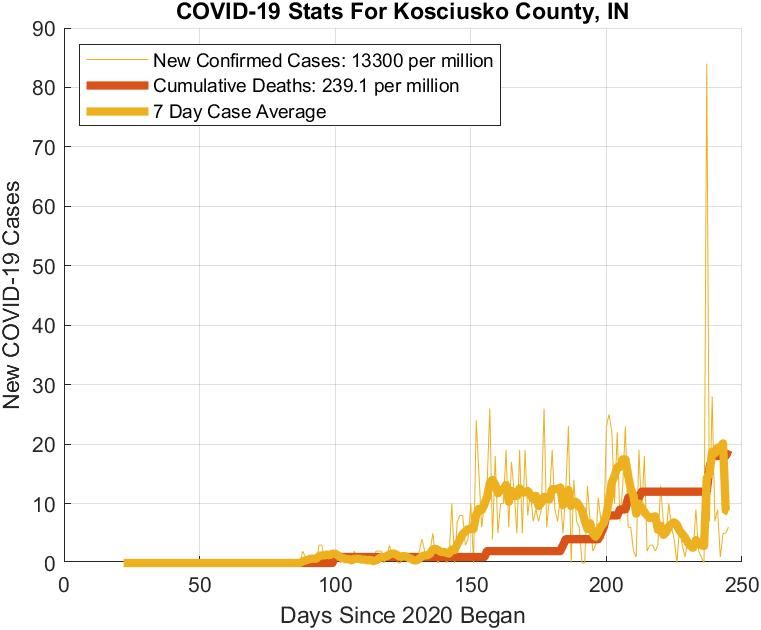 COVID-19 Stats For Kosciusko County, IN
90
New Confirmed Cases: 13300 per million
Cumulative Deaths: 239.1 per million
7 Day Case Average
80
70
60
50
40
30
20
10
0
New COVID-19 Cases
0 50 100 150 200 250
Days Since 2020 Began